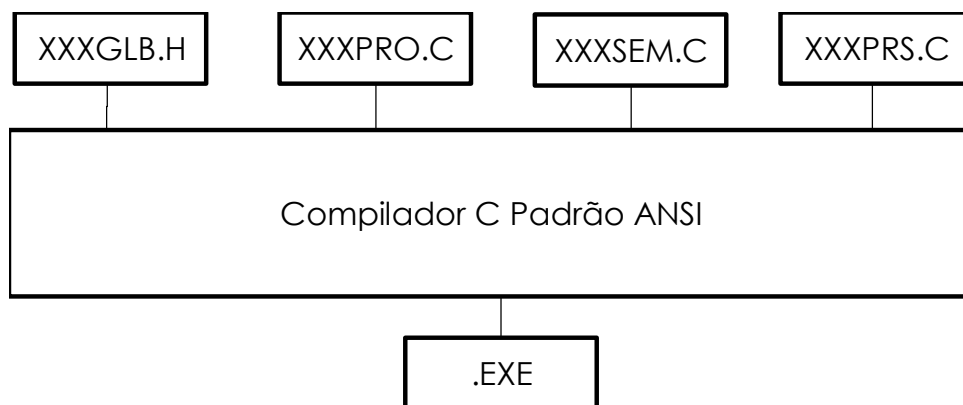 XXXGLB.H
XXXPRO.C
XXXSEM.C
XXXPRS.C
Compilador C Padrão ANSI
.EXE